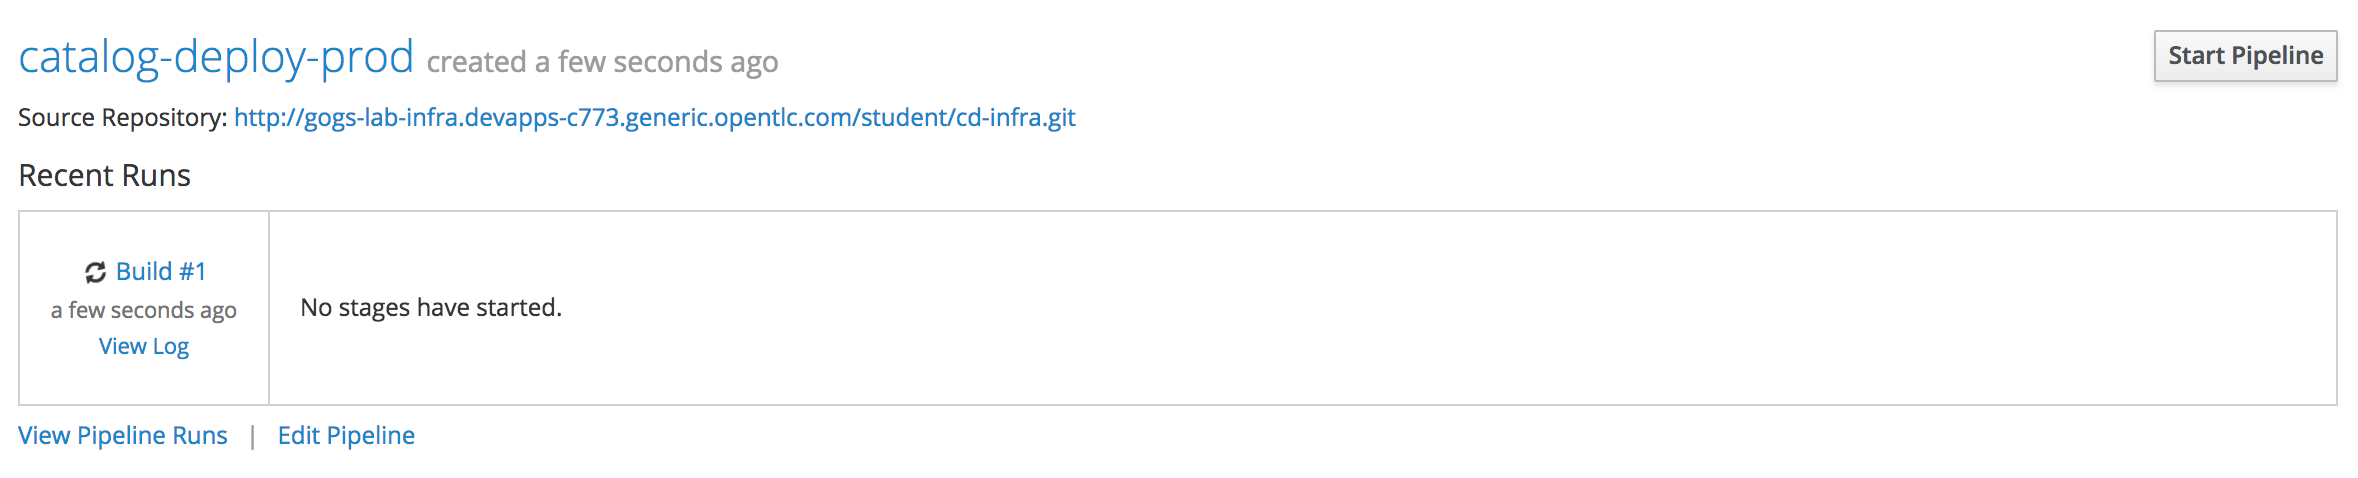 catalog-deploy-prod created a few seconds ago
Start Pipeline
Source Repository: http://gogs-lab-infra.devapps-c773.generic.opentlc.com/student/cd-infra.git
Recent Runs
Build #1
a few seconds ago
View Log
No stages have started.
View Pipeline Runs | Edit Pipeline